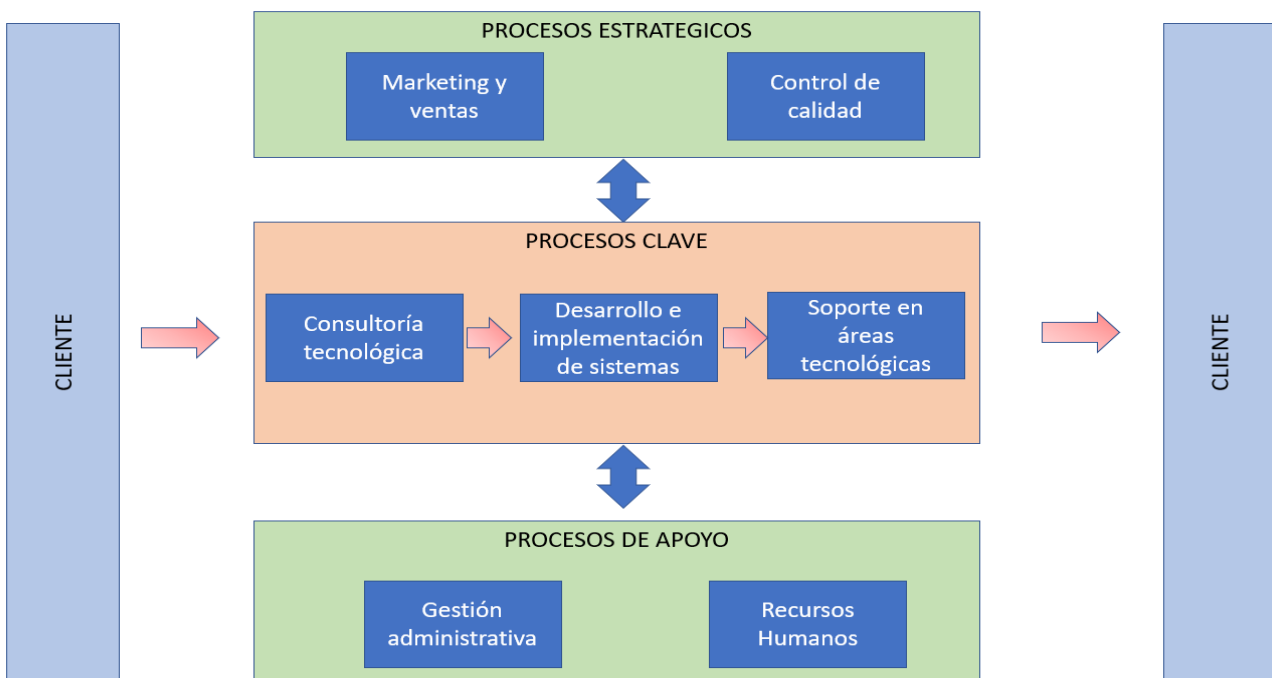 PROCESOS ESTRATEGICOS
Marketing y
ventas
Control de
calidad
CLIENTE
PROCESOS CLAVE
Consultoría
tecnológica
Desarrollo e
implementación
de sistemas
Soporte en
áreas
tecnológicas
CLIENTE
PROCESOS DE APOYO
Gestión
administrativa
Recursos
Humanos